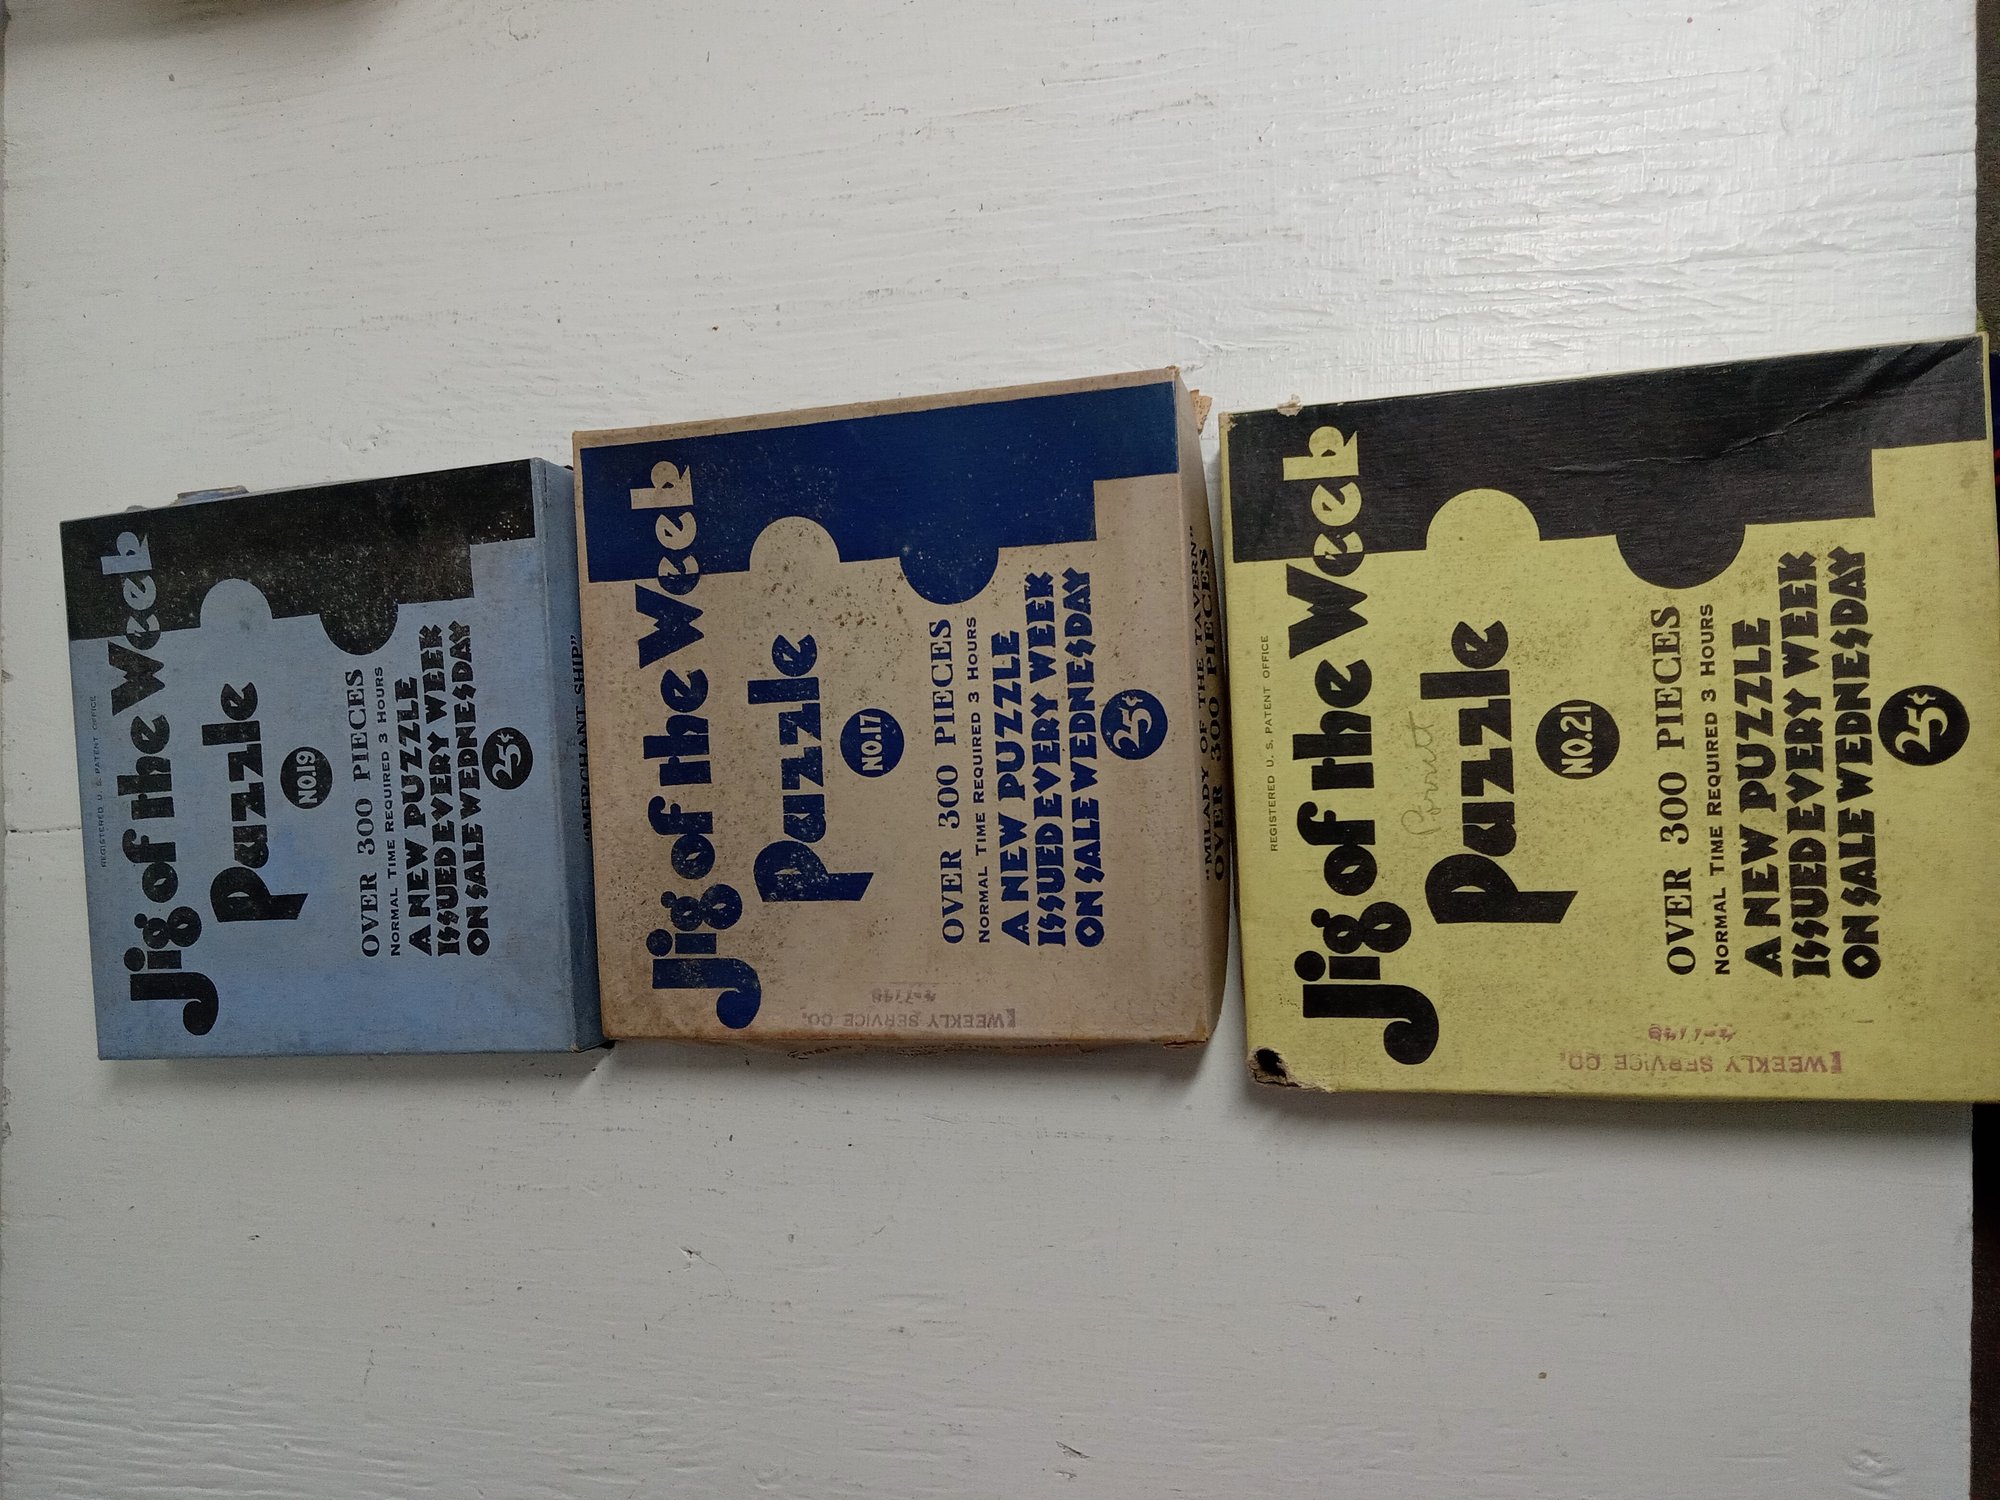 REGISTERED U. S. PATENT OFFICE
Jig of the Week
Puzzle
NO.19
OVER 300 PIECES
NORMAL TIME REQUIRED 3 HOURS
A NEW PUZZLE
ISSUED EVERY WEEK
ON SALE WEDNESDAY
25¢
"MERCHANT SHIP"
Jig of the Week
Puzzle
NO.17
OVER 300 PIECES
NORMAL TIME REQUIRED 3 HOURS
A NEW PUZZLE
ISSUED EVERY WEEK
ON SALE WEDNESDAY
25¢
WEEKLY SERVICE CO.
"MILADY OF THE TAVERN"
OVER 300 PIECES
REGISTERED U. S. PATENT OFFICE
Jig of the Week
Puzzle
NO.21
OVER 300 PIECES
NORMAL TIME REQUIRED 3 HOURS
A NEW PUZZLE
ISSUED EVERY WEEK
ON SALE WEDNESDAY
25¢
WEEKLY SERVICE CO.